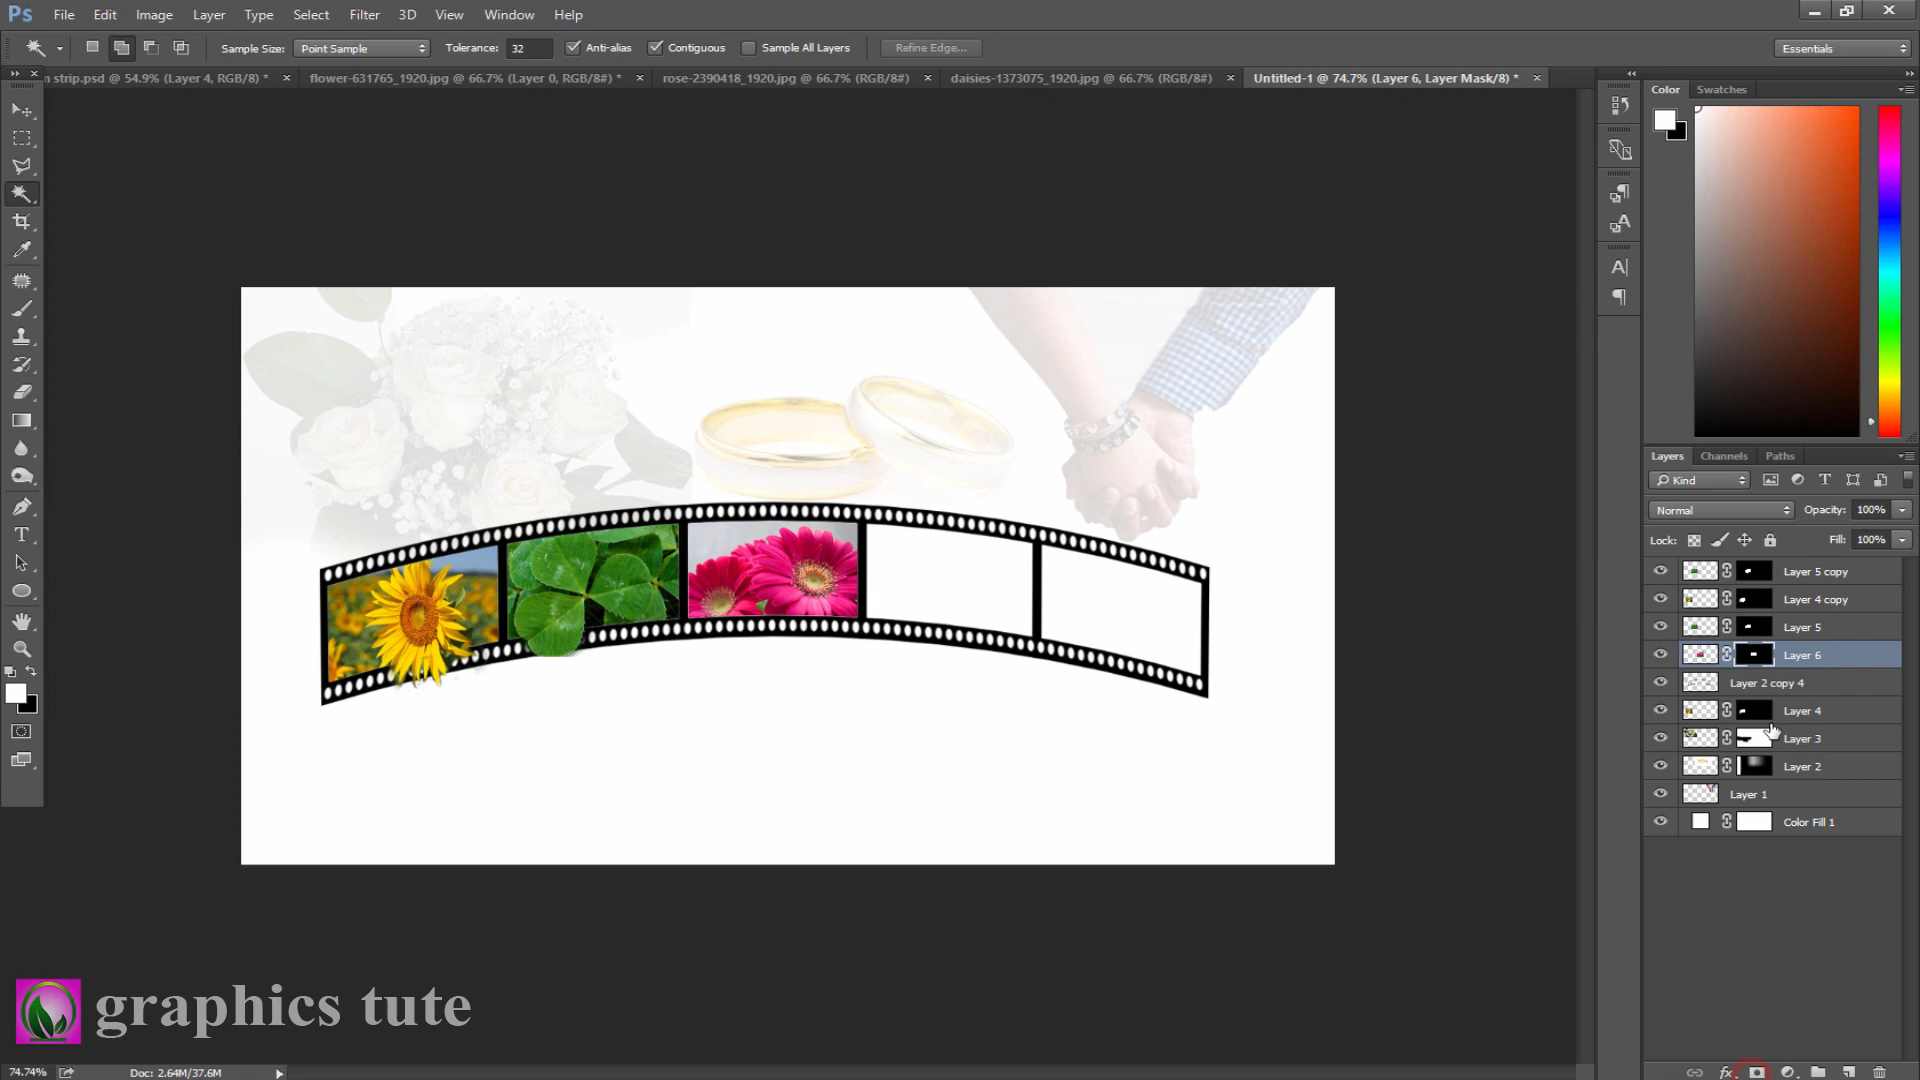 Ps File Edit Image Layer Type Select Filter 3D View Window Help
Sample Size: Point Sample Tolerance: 32 Anti-alias Contiguous Sample All Layers Refine Edge... Essentials
m strip.psd @ 54.9% (Layer 4, RGB/8) * flower-631765_1920.jpg @ 66.7% (Layer 0, RGB/8#) * rose-2390418_1920.jpg @ 66.7% (RGB/8#) daisies-1373075_1920.jpg @ 66.7% (RGB/8#) Untitled-1 @ 74.7% (Layer 6, Layer Mask/8) *
Color Swatches
Layers Channels Paths
Kind
Normal Opacity: 100%
Lock: Fill: 100%
Layer 5 copy
Layer 4 copy
Layer 5
Layer 6
Layer 2 copy 4
Layer 4
Layer 3
Layer 2
Layer 1
Color Fill 1
graphics tute
74.74% Doc: 2.64M/37.6M
fx